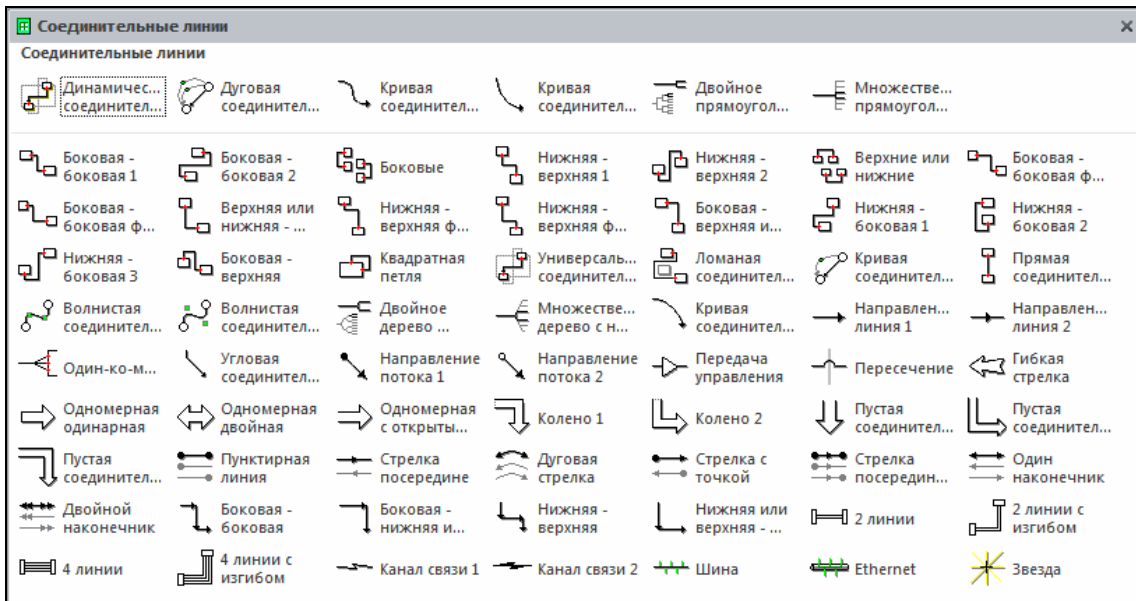 Соединительные линии
Соединительные линии
Динамичес...
соединител...
Дуговая
соединител...
Кривая
соединител...
Кривая
соединител...
Двойное
прямоугол...
Множестве...
прямоугол...
Боковая -
боковая 1
Боковая -
боковая 2
Боковые
Нижняя -
верхняя 1
Нижняя -
верхняя 2
Верхние или
нижние
Боковая -
боковая ф...
Боковая -
боковая ф...
Верхняя или
нижняя - ...
Нижняя -
верхняя ф...
Нижняя -
верхняя ф...
Боковая -
верхняя и...
Нижняя -
боковая 1
Нижняя -
боковая 2
Нижняя -
боковая 3
Боковая -
верхняя
Квадратная
петля
Универсаль...
соединител...
Ломаная
соединител...
Кривая
соединител...
Прямая
соединител...
Волнистая
соединител...
Волнистая
соединител...
Двойное
дерево ...
Множестве...
дерево с н...
Кривая
соединител...
Направлен...
линия 1
Направлен...
линия 2
Один-ко-м...
Угловая
соединител...
Направление
потока 1
Направление
потока 2
Передача
управления
Пересечение
Гибкая
стрелка
Одномерная
одинарная
Одномерная
двойная
Одномерная
с открыты...
Колено 1
Колено 2
Пустая
соединител...
Пустая
соединител...
Пустая
соединител...
Пунктирная
линия
Стрелка
посередине
Дуговая
стрелка
Стрелка с
точкой
Стрелка
посередин...
Один
наконечник
Двойной
наконечник
Боковая -
боковая
Боковая -
нижняя и...
Нижняя -
верхняя
Нижняя или
верхняя - ...
2 линии
2 линии с
изгибом
4 линии
4 линии с
изгибом
Канал связи 1
Канал связи 2
Шина
Ethernet
Звезда